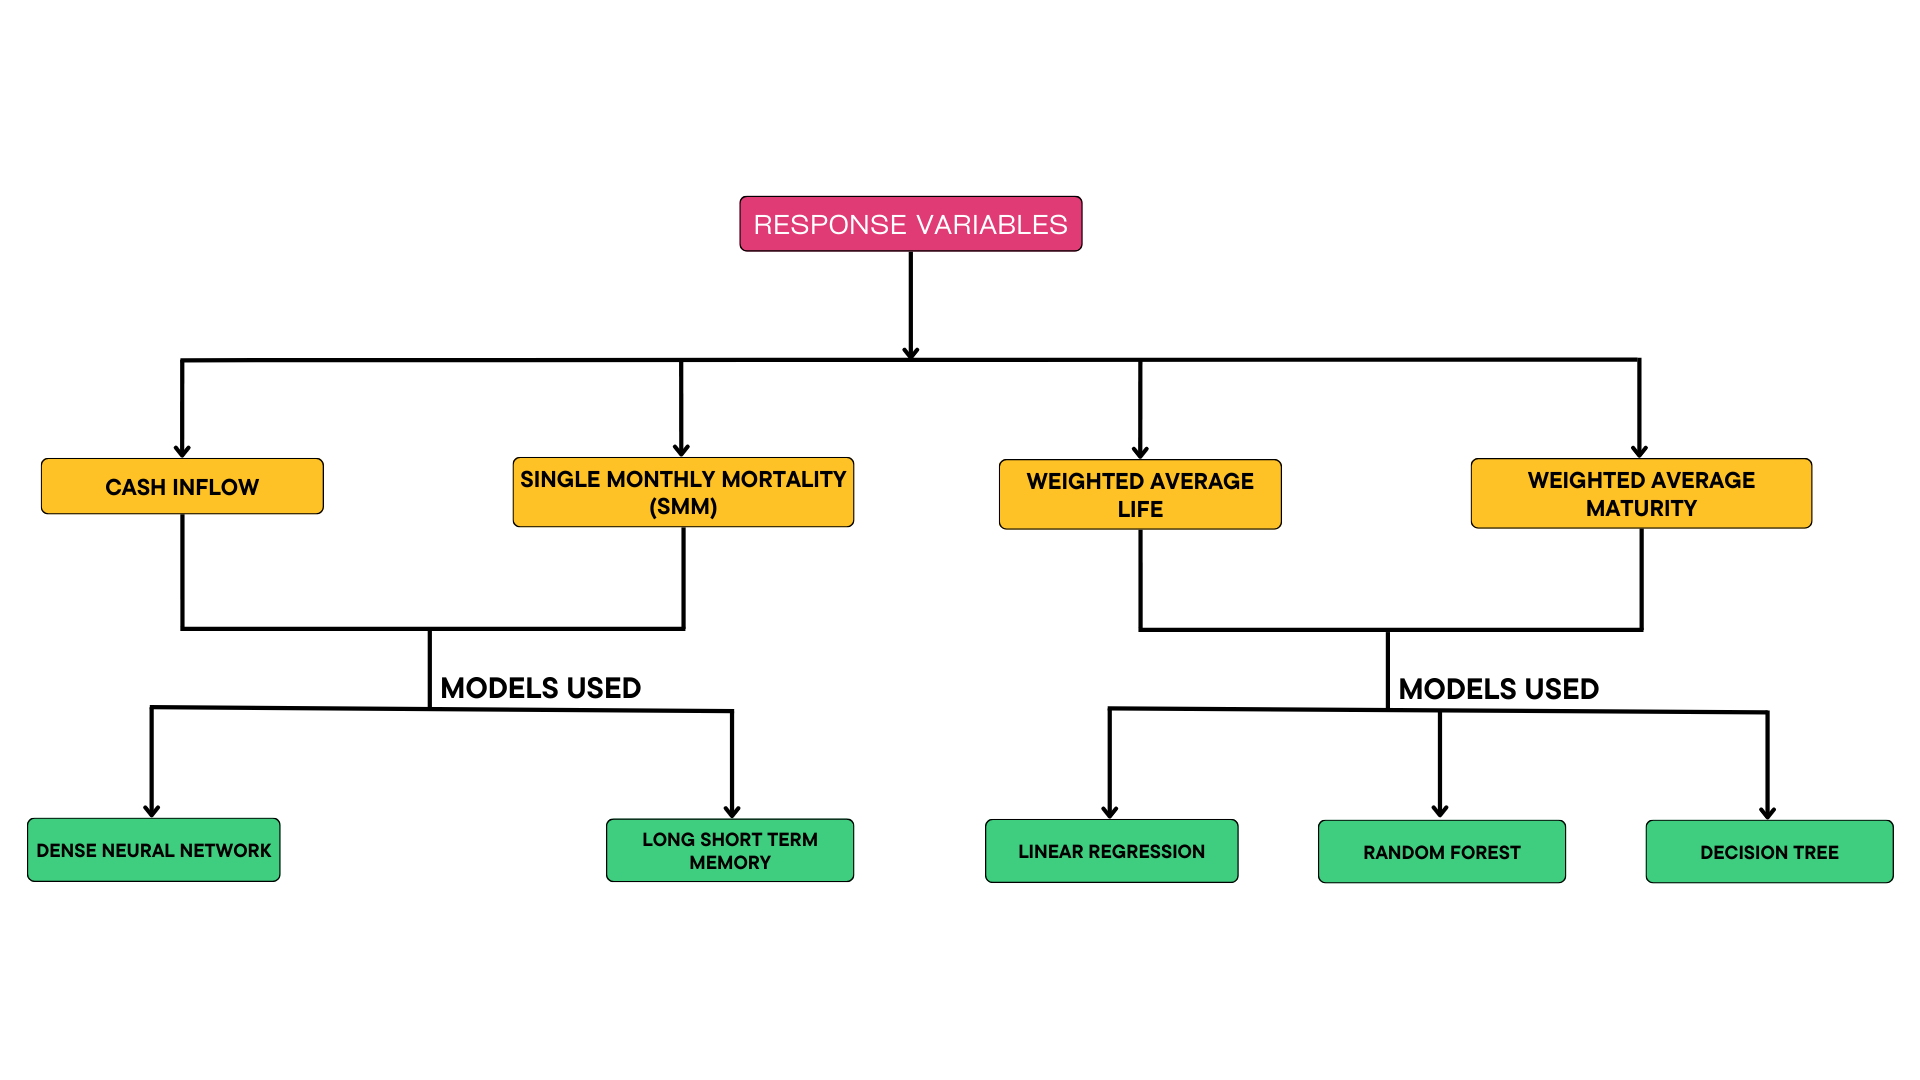 RESPONSE VARIABLES
CASH INFLOW
SINGLE MONTHLY MORTALITY
(SMM)
WEIGHTED AVERAGE
LIFE
WEIGHTED AVERAGE
MATURITY
MODELS USED
MODELS USED
DENSE NEURAL NETWORK
LONG SHORT TERM
MEMORY
LINEAR REGRESSION
RANDOM FOREST
DECISION TREE